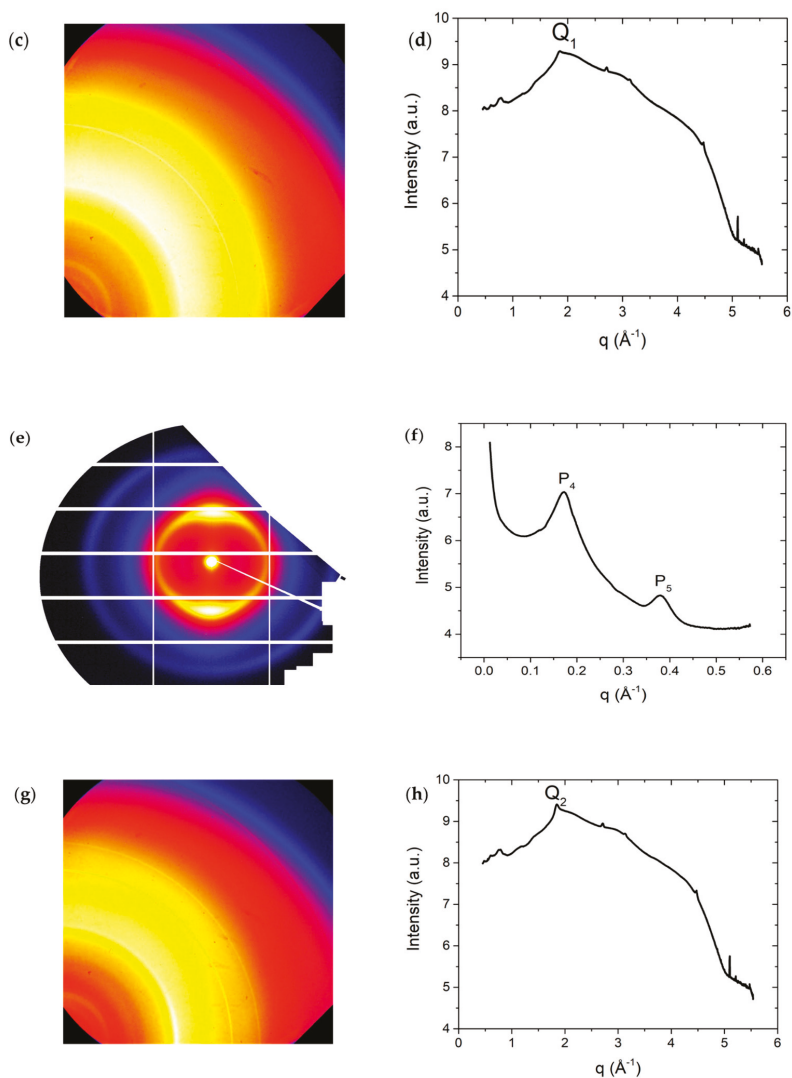 (c)
(d)
Q1
10
9
8
7
6
5
4
Intensity (a.u.)
0 1 2 3 4 5 6
q (Å-1)
(e)
(f)
P4
P5
8
7
6
5
4
Intensity (a.u.)
0.0 0.1 0.2 0.3 0.4 0.5 0.6
q (Å-1)
(g)
(h)
Q2
10
9
8
7
6
5
4
Intensity (a.u.)
0 1 2 3 4 5 6
q (Å-1)